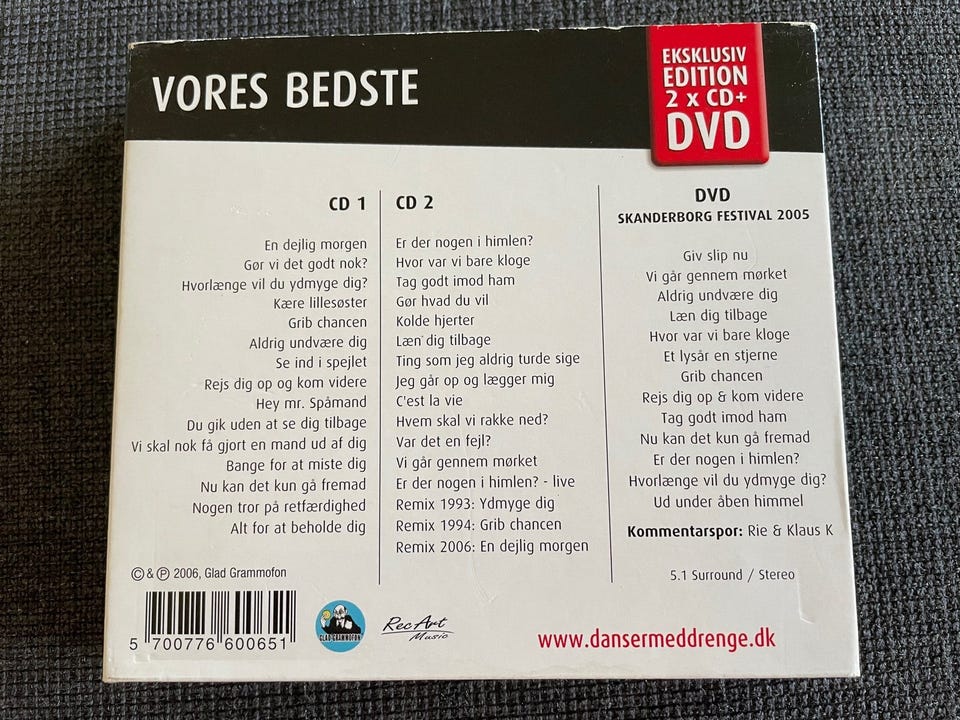 VORES BEDSTE
EKSKLUSIV
EDITION
2 x CD+
DVD
CD 1
En dejlig morgen
Gør vi det godt nok?
Hvorlænge vil du ydmyge dig?
Kære lillesøster
Grib chancen
Aldrig undvære dig
Se ind i spejlet
Rejs dig op og kom videre
Hey mr. Spåmand
Du gik uden at se dig tilbage
Vi skal nok få gjort en mand ud af dig
Bange for at miste dig
Nu kan det kun gå fremad
Nogen tror på retfærdighed
Alt for at beholde dig
CD 2
Er der nogen i himlen?
Hvor var vi bare kloge
Tag godt imod ham
Gør hvad du vil
Kolde hjerter
Læn dig tilbage
Ting som jeg aldrig turde sige
Jeg går op og lægger mig
C'est la vie
Hvem skal vi rakke ned?
Var det en fejl?
Vi går gennem mørket
Er der nogen i himlen? - live
Remix 1993: Ydmyge dig
Remix 1994: Grib chancen
Remix 2006: En dejlig morgen
DVD
SKANDERBORG FESTIVAL 2005
Giv slip nu
Vi går gennem mørket
Aldrig undvære dig
Læn dig tilbage
Hvor var vi bare kloge
Et lysår en stjerne
Grib chancen
Rejs dig op & kom videre
Tag godt imod ham
Nu kan det kun gå fremad
Er der nogen i himlen?
Hvorlænge vil du ydmyge dig?
Ud under åben himmel
Kommentarspor: Rie & Klaus K
5.1 Surround / Stereo
© & ℗ 2006, Glad Grammofon
5 700776 600651
GLAD GRAMMOFON
RecArt
Music
www.dansermeddrenge.dk